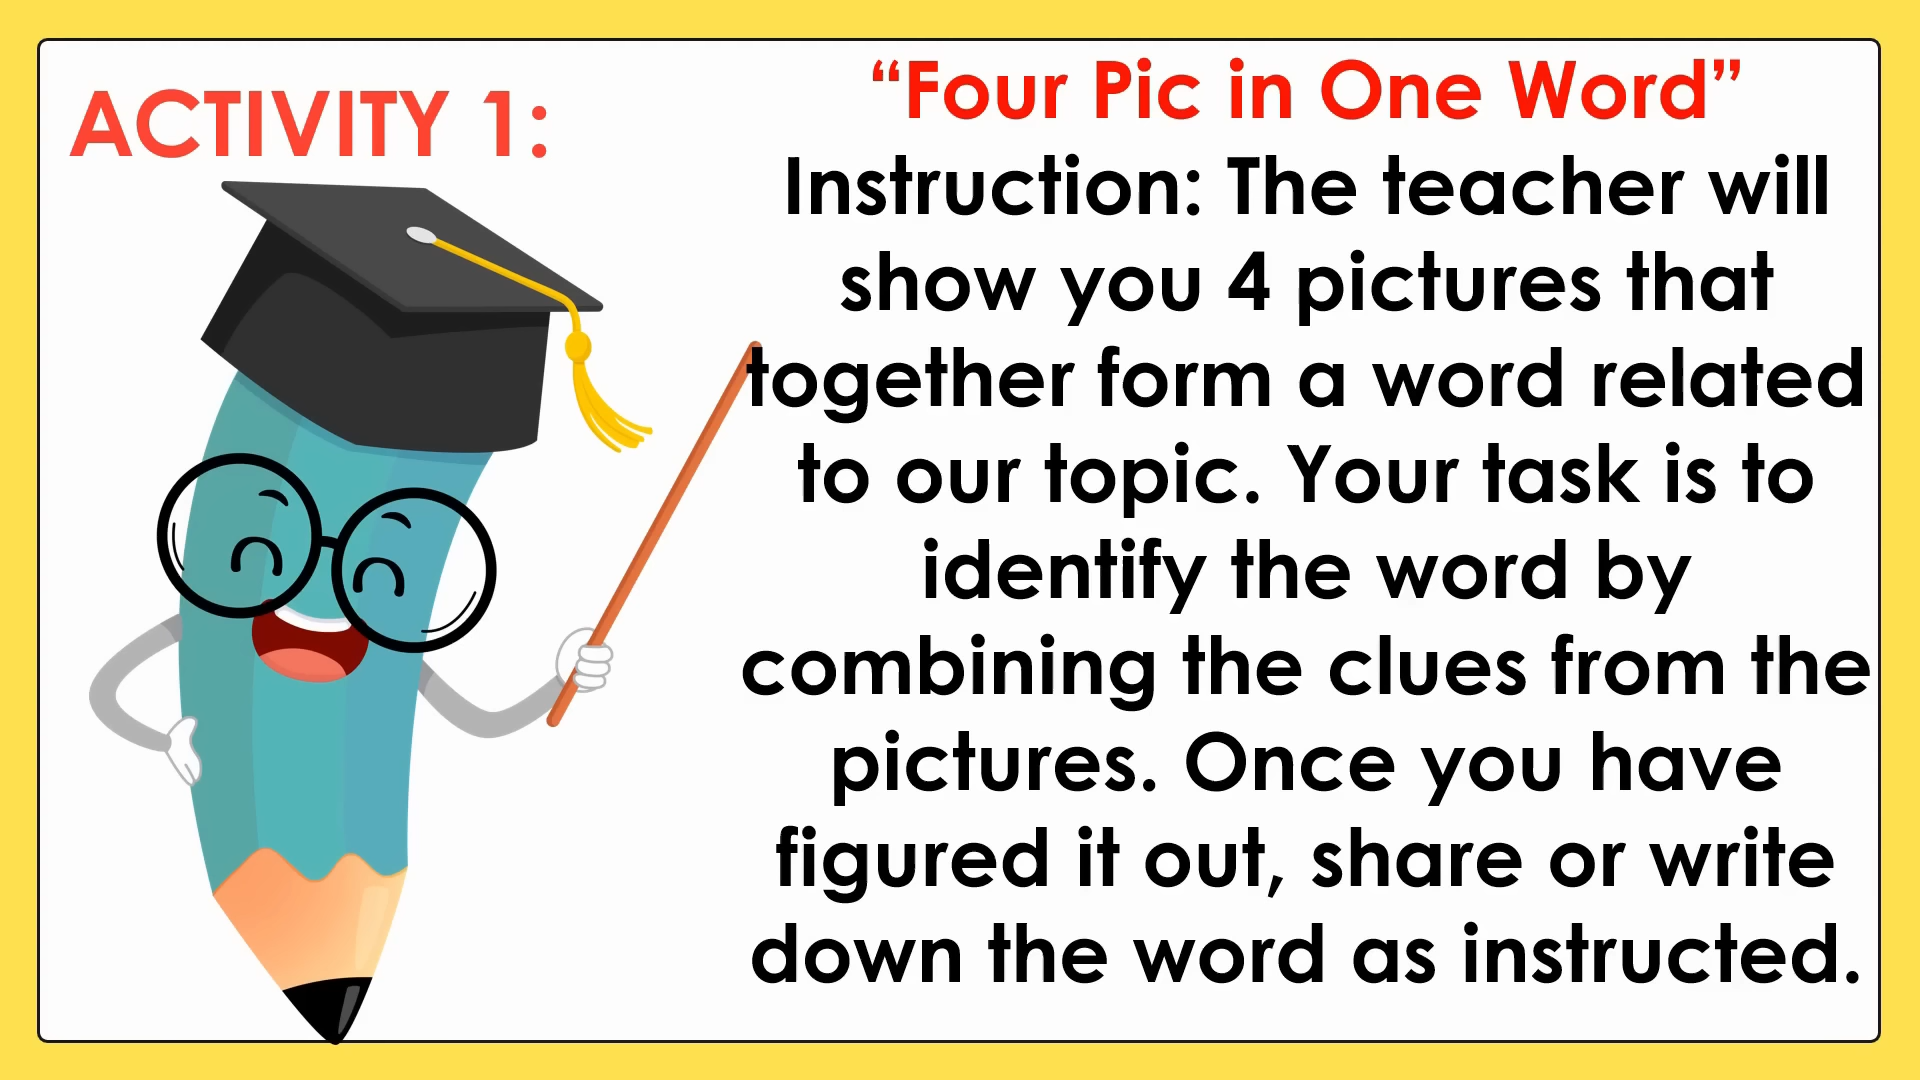 ACTIVITY 1:
“Four Pic in One Word”
Instruction: The teacher will
show you 4 pictures that
together form a word related
to our topic. Your task is to
identify the word by
combining the clues from the
pictures. Once you have
figured it out, share or write
down the word as instructed.